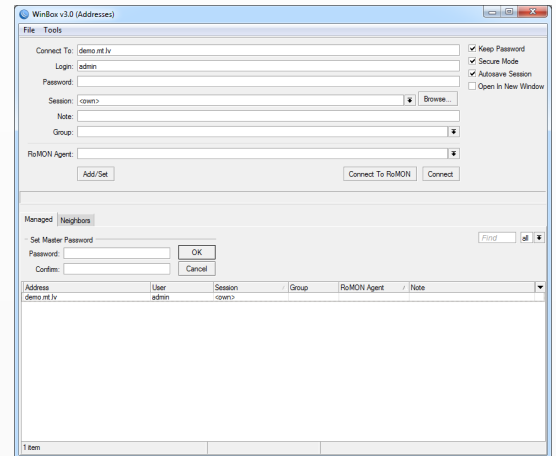 WinBox v3.0 (Addresses)
File Tools
Connect To: demo.mt.lv
Keep Password
Login: admin
Secure Mode
Password:
Autosave Session
Open In New Window
Session: <own>
Browse...
Note:
Group:
RoMON Agent:
Add/Set
Connect To RoMON
Connect
Managed Neighbors
Set Master Password
Find all
Password:
OK
Confirm:
Cancel
Address User Session Group RoMON Agent Note
demo.mt.lv admin <own>
1 item